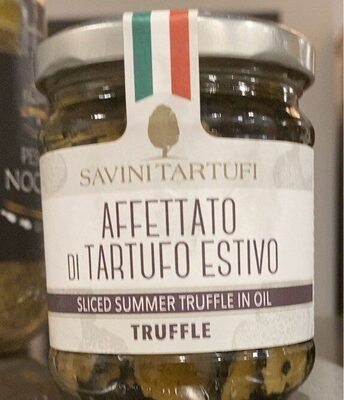 SAVINI TARTUFI
AFFETTATO
DI TARTUFO ESTIVO
SLICED SUMMER TRUFFLE IN OIL
TRUFFLE